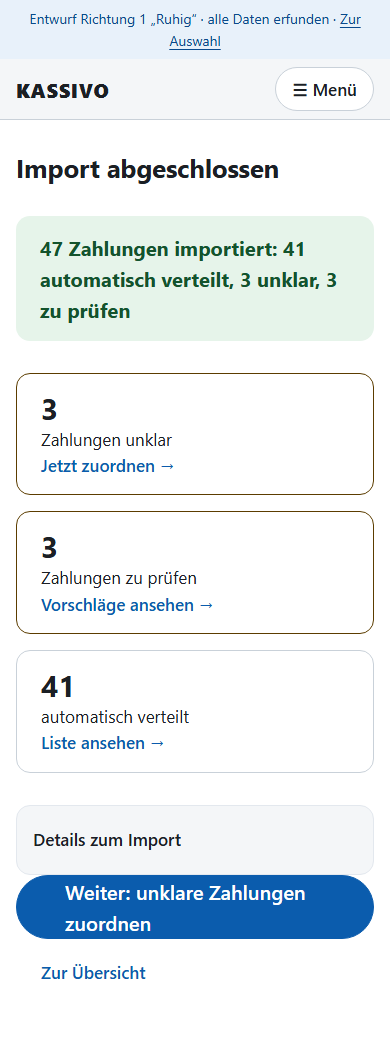 Entwurf Richtung 1 „Ruhig“ · alle Daten erfunden · Zur
Auswahl
KASSIVO
☰ Menü
Import abgeschlossen
47 Zahlungen importiert: 41
automatisch verteilt, 3 unklar, 3
zu prüfen
3
Zahlungen unklar
Jetzt zuordnen →
3
Zahlungen zu prüfen
Vorschläge ansehen →
41
automatisch verteilt
Liste ansehen →
Details zum Import
Weiter: unklare Zahlungen
zuordnen
Zur Übersicht